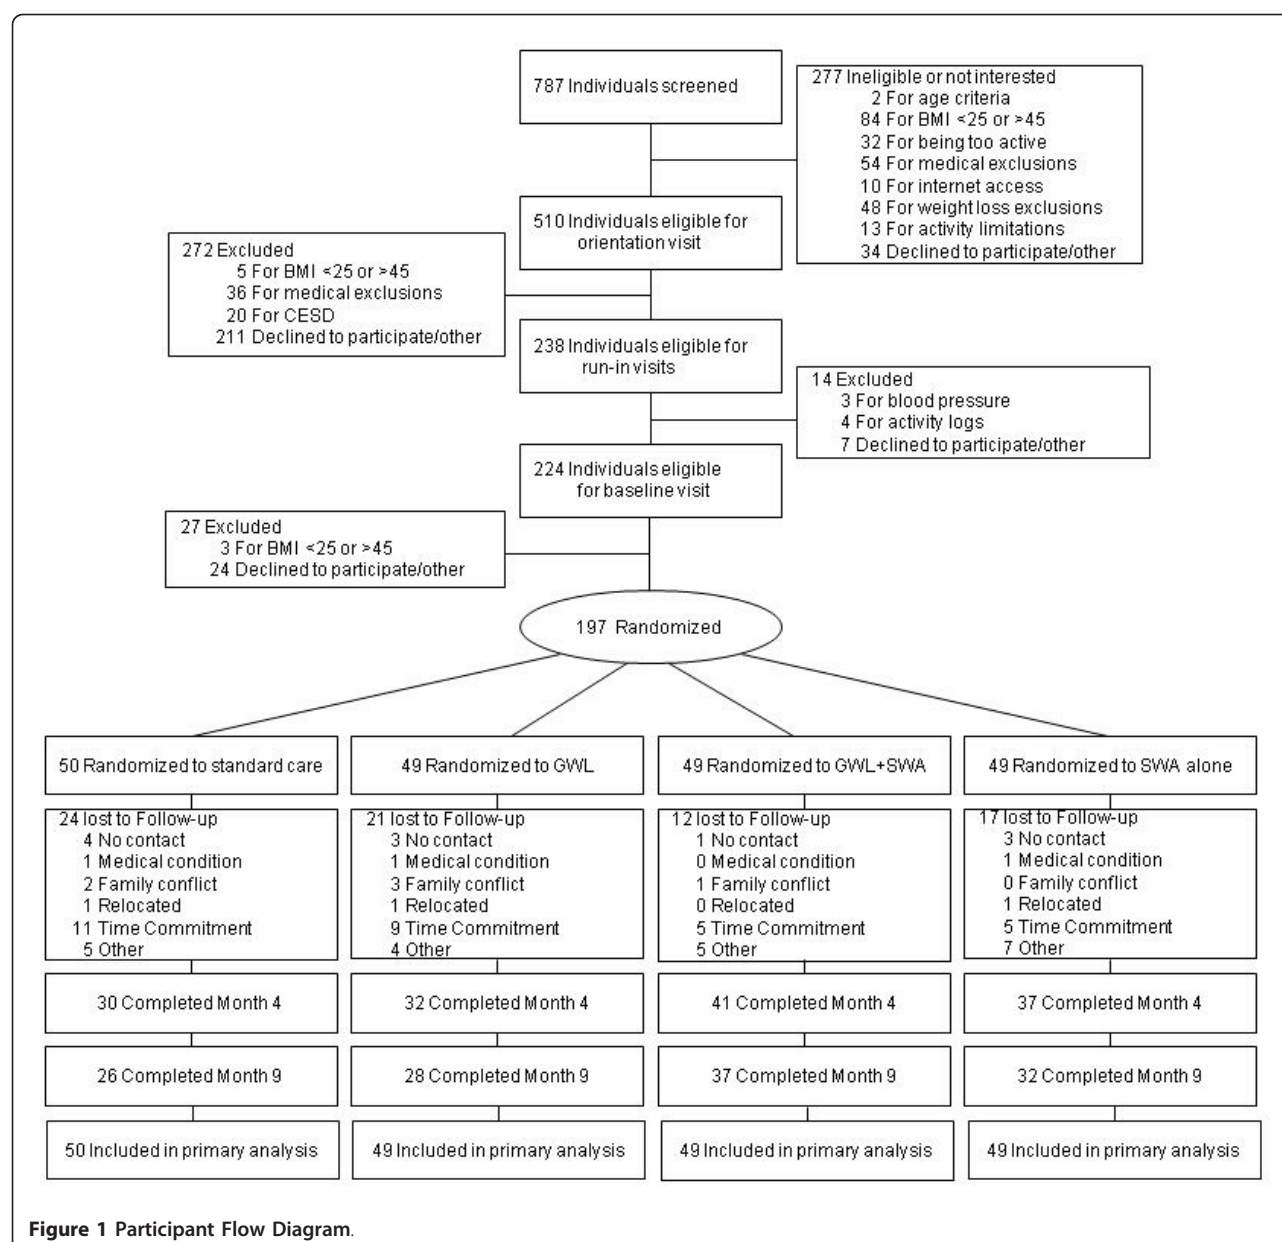 787 Individuals screened
277 Ineligible or not interested
2 For age criteria
84 For BMI <25 or >45
32 For being too active
54 For medical exclusions
10 For internet access
48 For weight loss exclusions
13 For activity limitations
34 Declined to participate/other
510 Individuals eligible for
orientation visit
272 Excluded
5 For BMI <25 or >45
36 For medical exclusions
20 For CESD
211 Declined to participate/other
238 Individuals eligible for
run-in visits
14 Excluded
3 For blood pressure
4 For activity logs
7 Declined to participate/other
224 Individuals eligible
for baseline visit
27 Excluded
3 For BMI <25 or >45
24 Declined to participate/other
197 Randomized
50 Randomized to standard care
49 Randomized to GWL
49 Randomized to GWL+SWA
49 Randomized to SWA alone
24 lost to Follow-up
4 No contact
1 Medical condition
2 Family conflict
1 Relocated
11 Time Commitment
5 Other
21 lost to Follow-up
3 No contact
1 Medical condition
3 Family conflict
1 Relocated
9 Time Commitment
4 Other
12 lost to Follow-up
1 No contact
0 Medical condition
1 Family conflict
0 Relocated
5 Time Commitment
5 Other
17 lost to Follow-up
3 No contact
1 Medical condition
0 Family conflict
1 Relocated
5 Time Commitment
7 Other
30 Completed Month 4
32 Completed Month 4
41 Completed Month 4
37 Completed Month 4
26 Completed Month 9
28 Completed Month 9
37 Completed Month 9
32 Completed Month 9
50 Included in primary analysis
49 Included in primary analysis
49 Included in primary analysis
49 Included in primary analysis
Figure 1 Participant Flow Diagram.